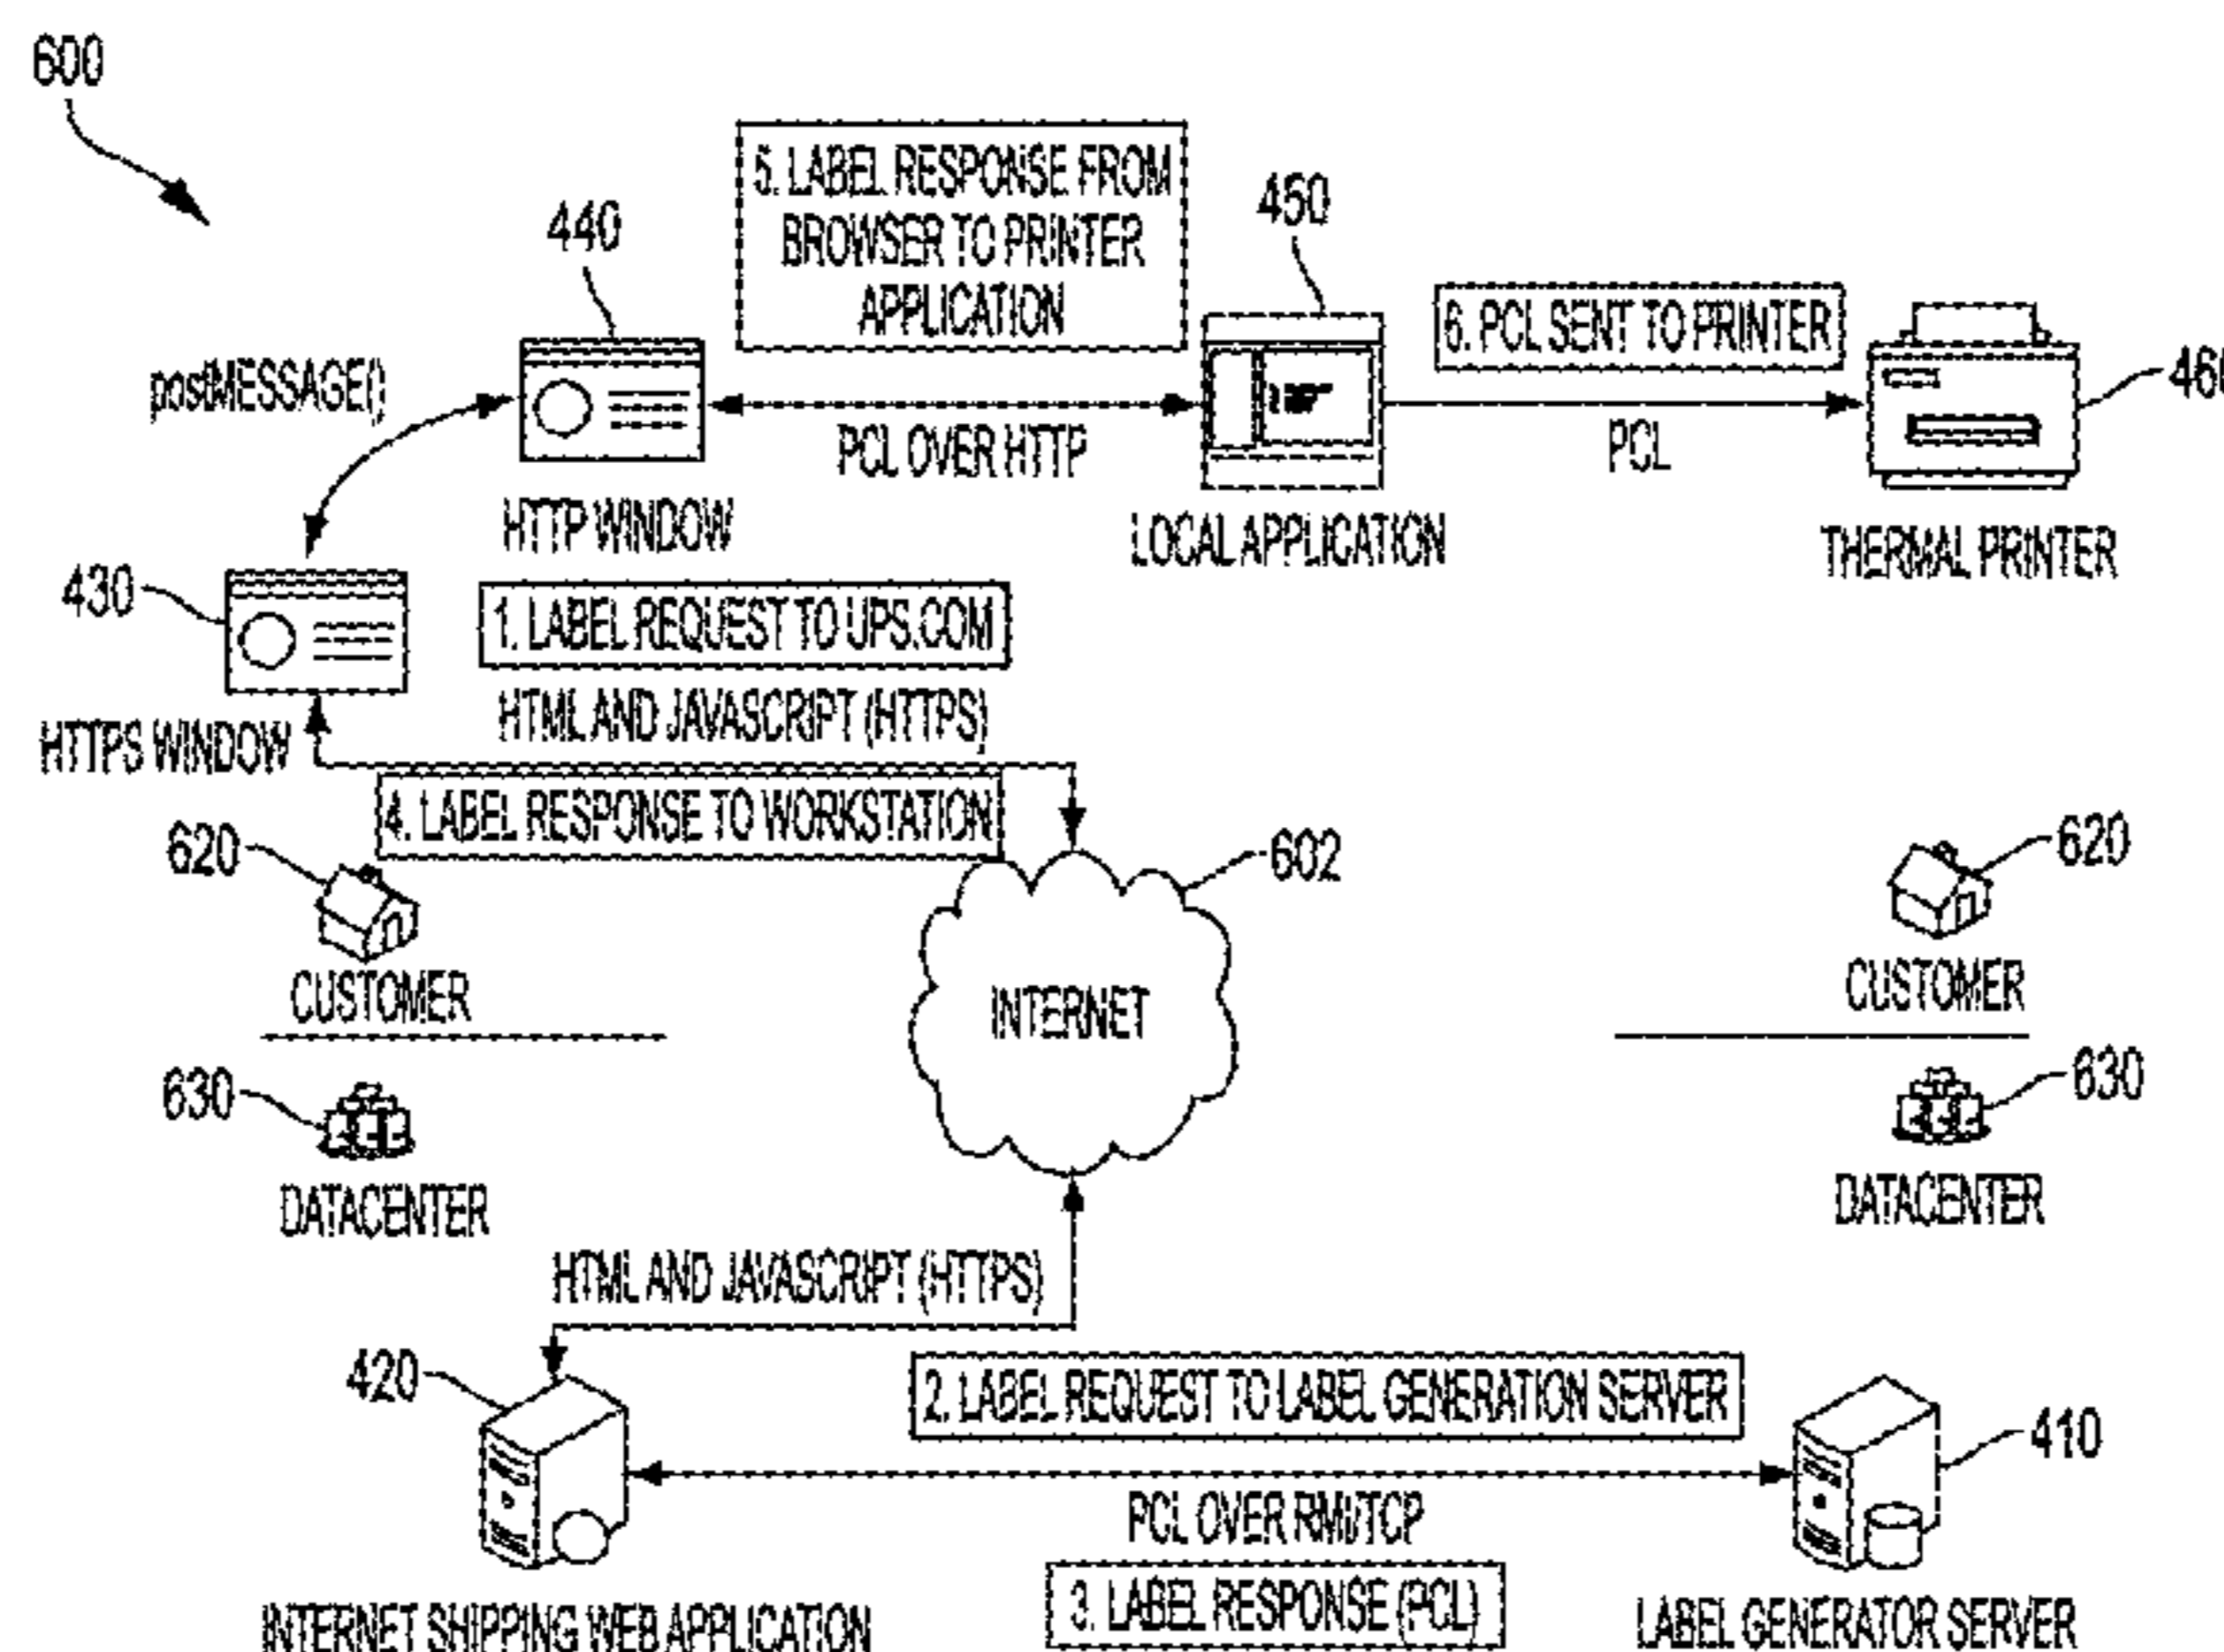 600
5. LABEL RESPONSE FROM
BROWSER TO PRINTER
APPLICATION
440
450
6. PCL SENT TO PRINTER
460
postMESSAGE()
PCL OVER HTTP
PCL
HTTP WINDOW
LOCAL APPLICATION
THERMAL PRINTER
430
1. LABEL REQUEST TO UPS.COM
HTML AND JAVASCRIPT (HTTPS)
HTTPS WINDOW
4. LABEL RESPONSE TO WORKSTATION
620
602
620
CUSTOMER
INTERNET
CUSTOMER
630
630
DATACENTER
DATACENTER
HTML AND JAVASCRIPT (HTTPS)
420
2. LABEL REQUEST TO LABEL GENERATION SERVER
410
PCL OVER RMI/TCP
3. LABEL RESPONSE (PCL)
INTERNET SHIPPING WEB APPLICATION
LABEL GENERATOR SERVER